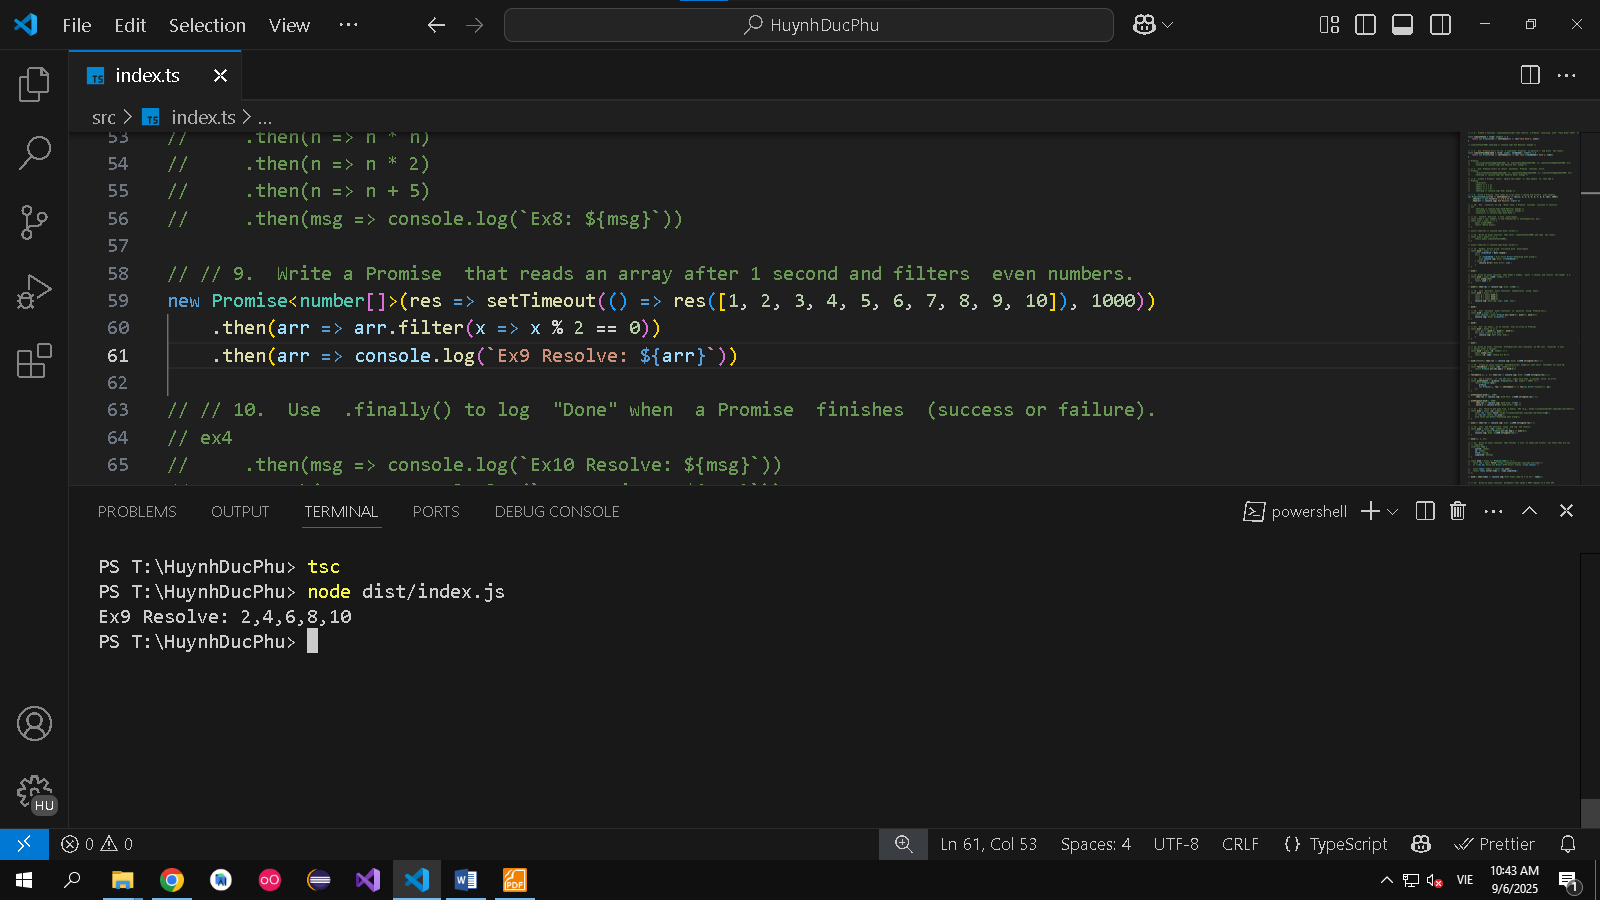 File Edit Selection View ··· HuynhDucPhu
index.ts
src > index.ts > ...
53 //     .then(n => n * n)
54 //     .then(n => n * 2)
55 //     .then(n => n + 5)
56 //     .then(msg => console.log(`Ex8: ${msg}`))
57
58 // // 9.  Write a Promise  that reads an array after 1 second and filters  even numbers.
59 new Promise<number[]>(res => setTimeout(() => res([1, 2, 3, 4, 5, 6, 7, 8, 9, 10]), 1000))
60     .then(arr => arr.filter(x => x % 2 == 0))
61     .then(arr => console.log(`Ex9 Resolve: ${arr}`))
62
63 // // 10.  Use  .finally() to log  "Done" when  a Promise  finishes  (success or failure).
64 // ex4
65 //     .then(msg => console.log(`Ex10 Resolve: ${msg}`))
PROBLEMS OUTPUT TERMINAL PORTS DEBUG CONSOLE powershell
PS T:\HuynhDucPhu> tsc
PS T:\HuynhDucPhu> node dist/index.js
Ex9 Resolve: 2,4,6,8,10
PS T:\HuynhDucPhu>
HU
0 0 Ln 61, Col 53 Spaces: 4 UTF-8 CRLF {} TypeScript Prettier
VIE 10:43 AM
9/6/2025 1